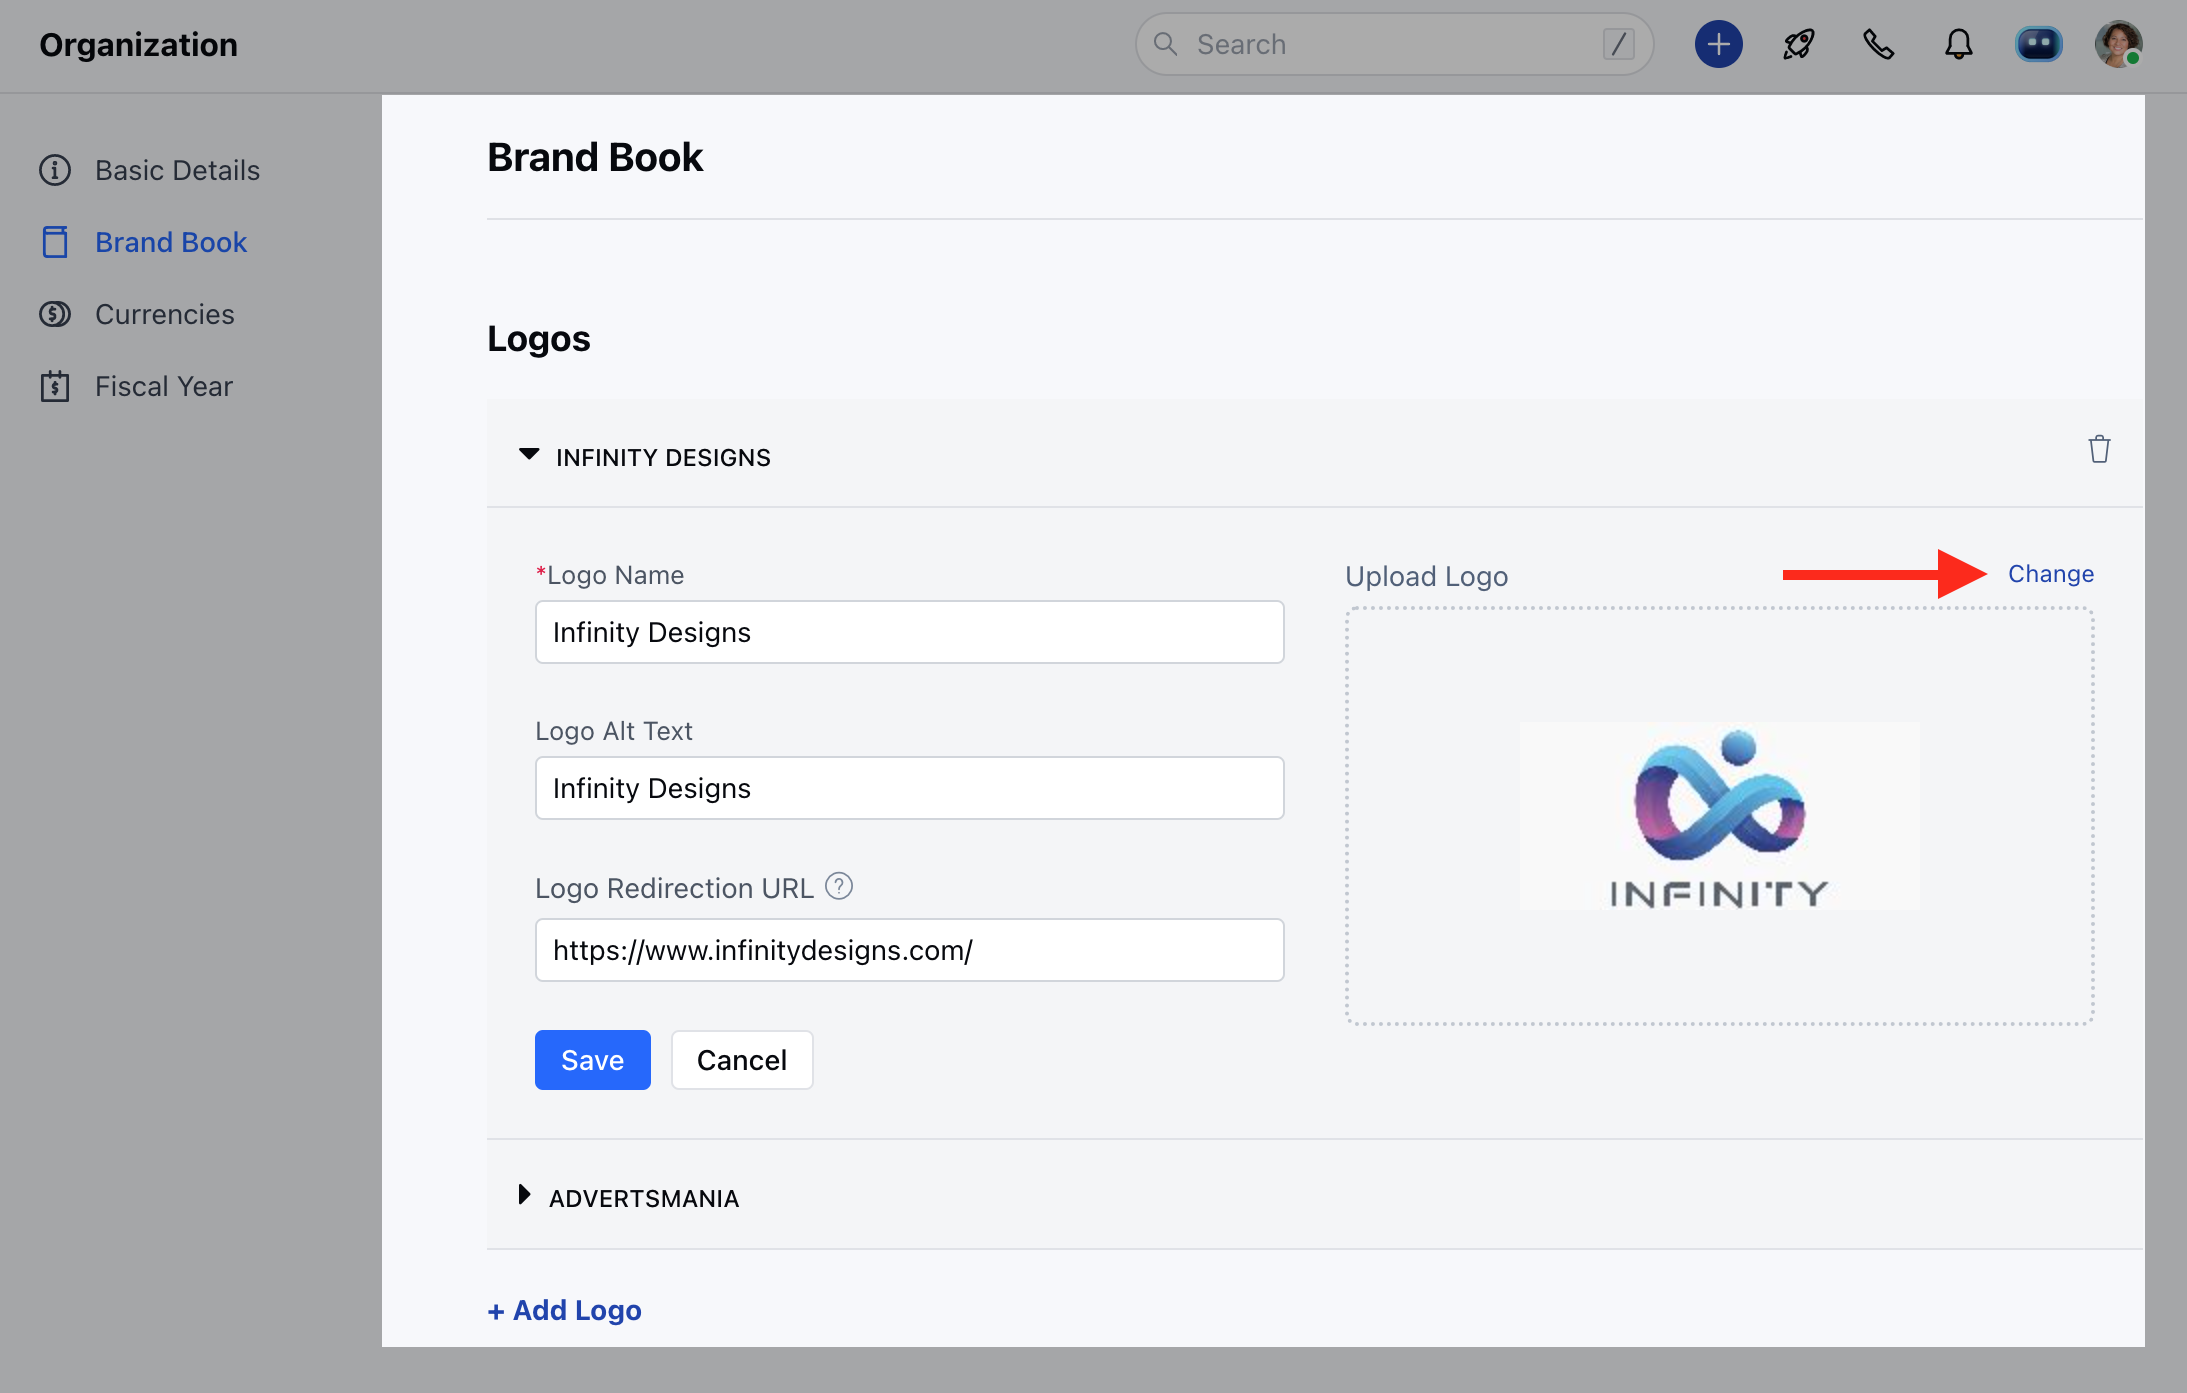 Organization
Search
/
Basic Details
Brand Book
Currencies
Fiscal Year
Brand Book
Logos
INFINITY DESIGNS
*Logo Name
Infinity Designs
Logo Alt Text
Infinity Designs
Logo Redirection URL ?
https://www.infinitydesigns.com/
Save
Cancel
Upload Logo
Change
INFINITY
ADVERTSMANIA
+ Add Logo